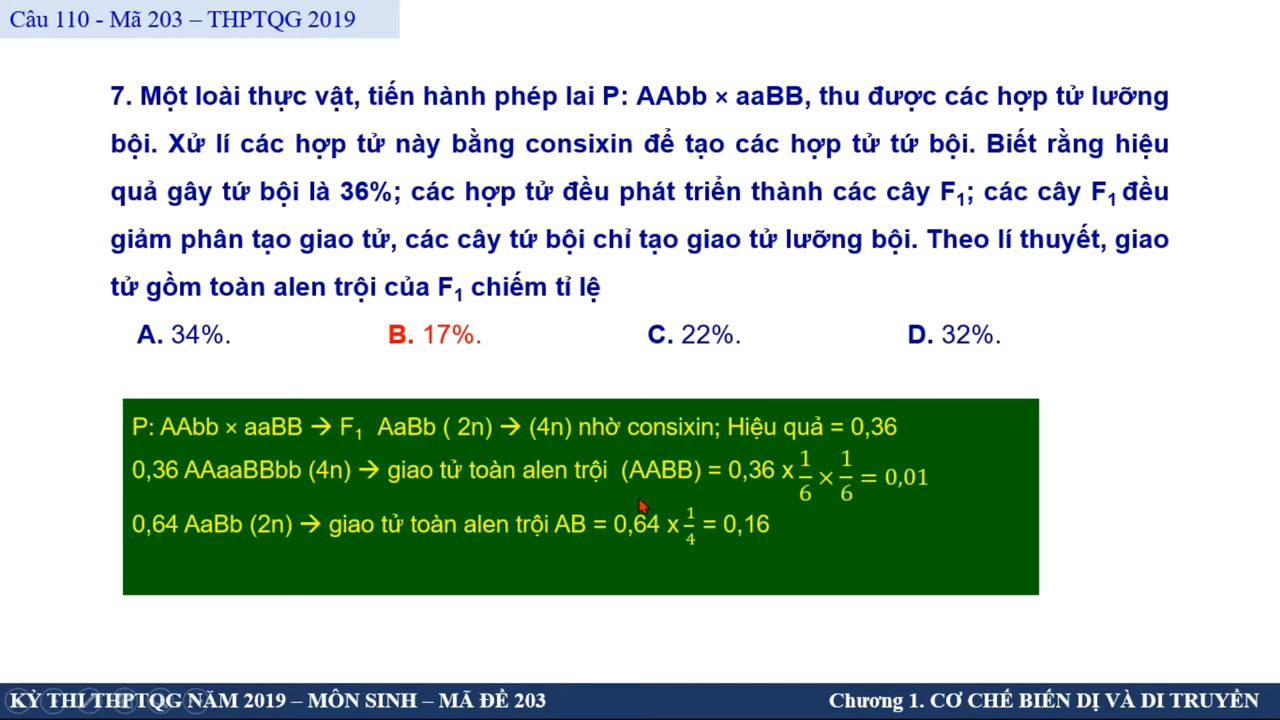 Câu 110 - Mã 203 – THPTQG 2019
7. Một loài thực vật, tiến hành phép lai P: AAbb × aaBB, thu được các hợp tử lưỡng
bội. Xử lí các hợp tử này bằng consixin để tạo các hợp tử tứ bội. Biết rằng hiệu
quả gây tứ bội là 36%; các hợp tử đều phát triển thành các cây F₁; các cây F₁ đều
giảm phân tạo giao tử, các cây tứ bội chỉ tạo giao tử lưỡng bội. Theo lí thuyết, giao
tử gồm toàn alen trội của F₁ chiếm tỉ lệ
A. 34%. B. 17%. C. 22%. D. 32%.
P: AAbb × aaBB → F₁ AaBb ( 2n) → (4n) nhờ consixin; Hiệu quả = 0,36
0,36 AAaaBBbb (4n) → giao tử toàn alen trội (AABB) = 0,36 x 1/6 × 1/6 = 0,01
0,64 AaBb (2n) → giao tử toàn alen trội AB = 0,64 x 1/4 = 0,16
KỲ THI THPTQG NĂM 2019 – MÔN SINH – MÃ ĐỀ 203 Chương 1. CƠ CHẾ BIẾN DỊ VÀ DI TRUYỀN